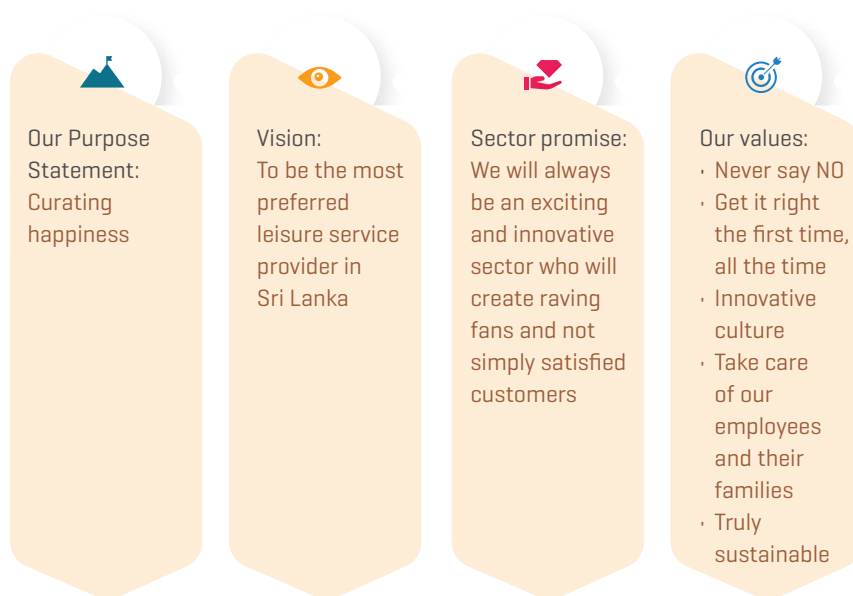 Our Purpose
Statement:
Curating
happiness
Vision:
To be the most
preferred
leisure service
provider in
Sri Lanka
Sector promise:
We will always
be an exciting
and innovative
sector who will
create raving
fans and not
simply satisfied
customers
Our values:
· Never say NO
· Get it right
the first time,
all the time
· Innovative
culture
· Take care
of our
employees
and their
families
· Truly
sustainable